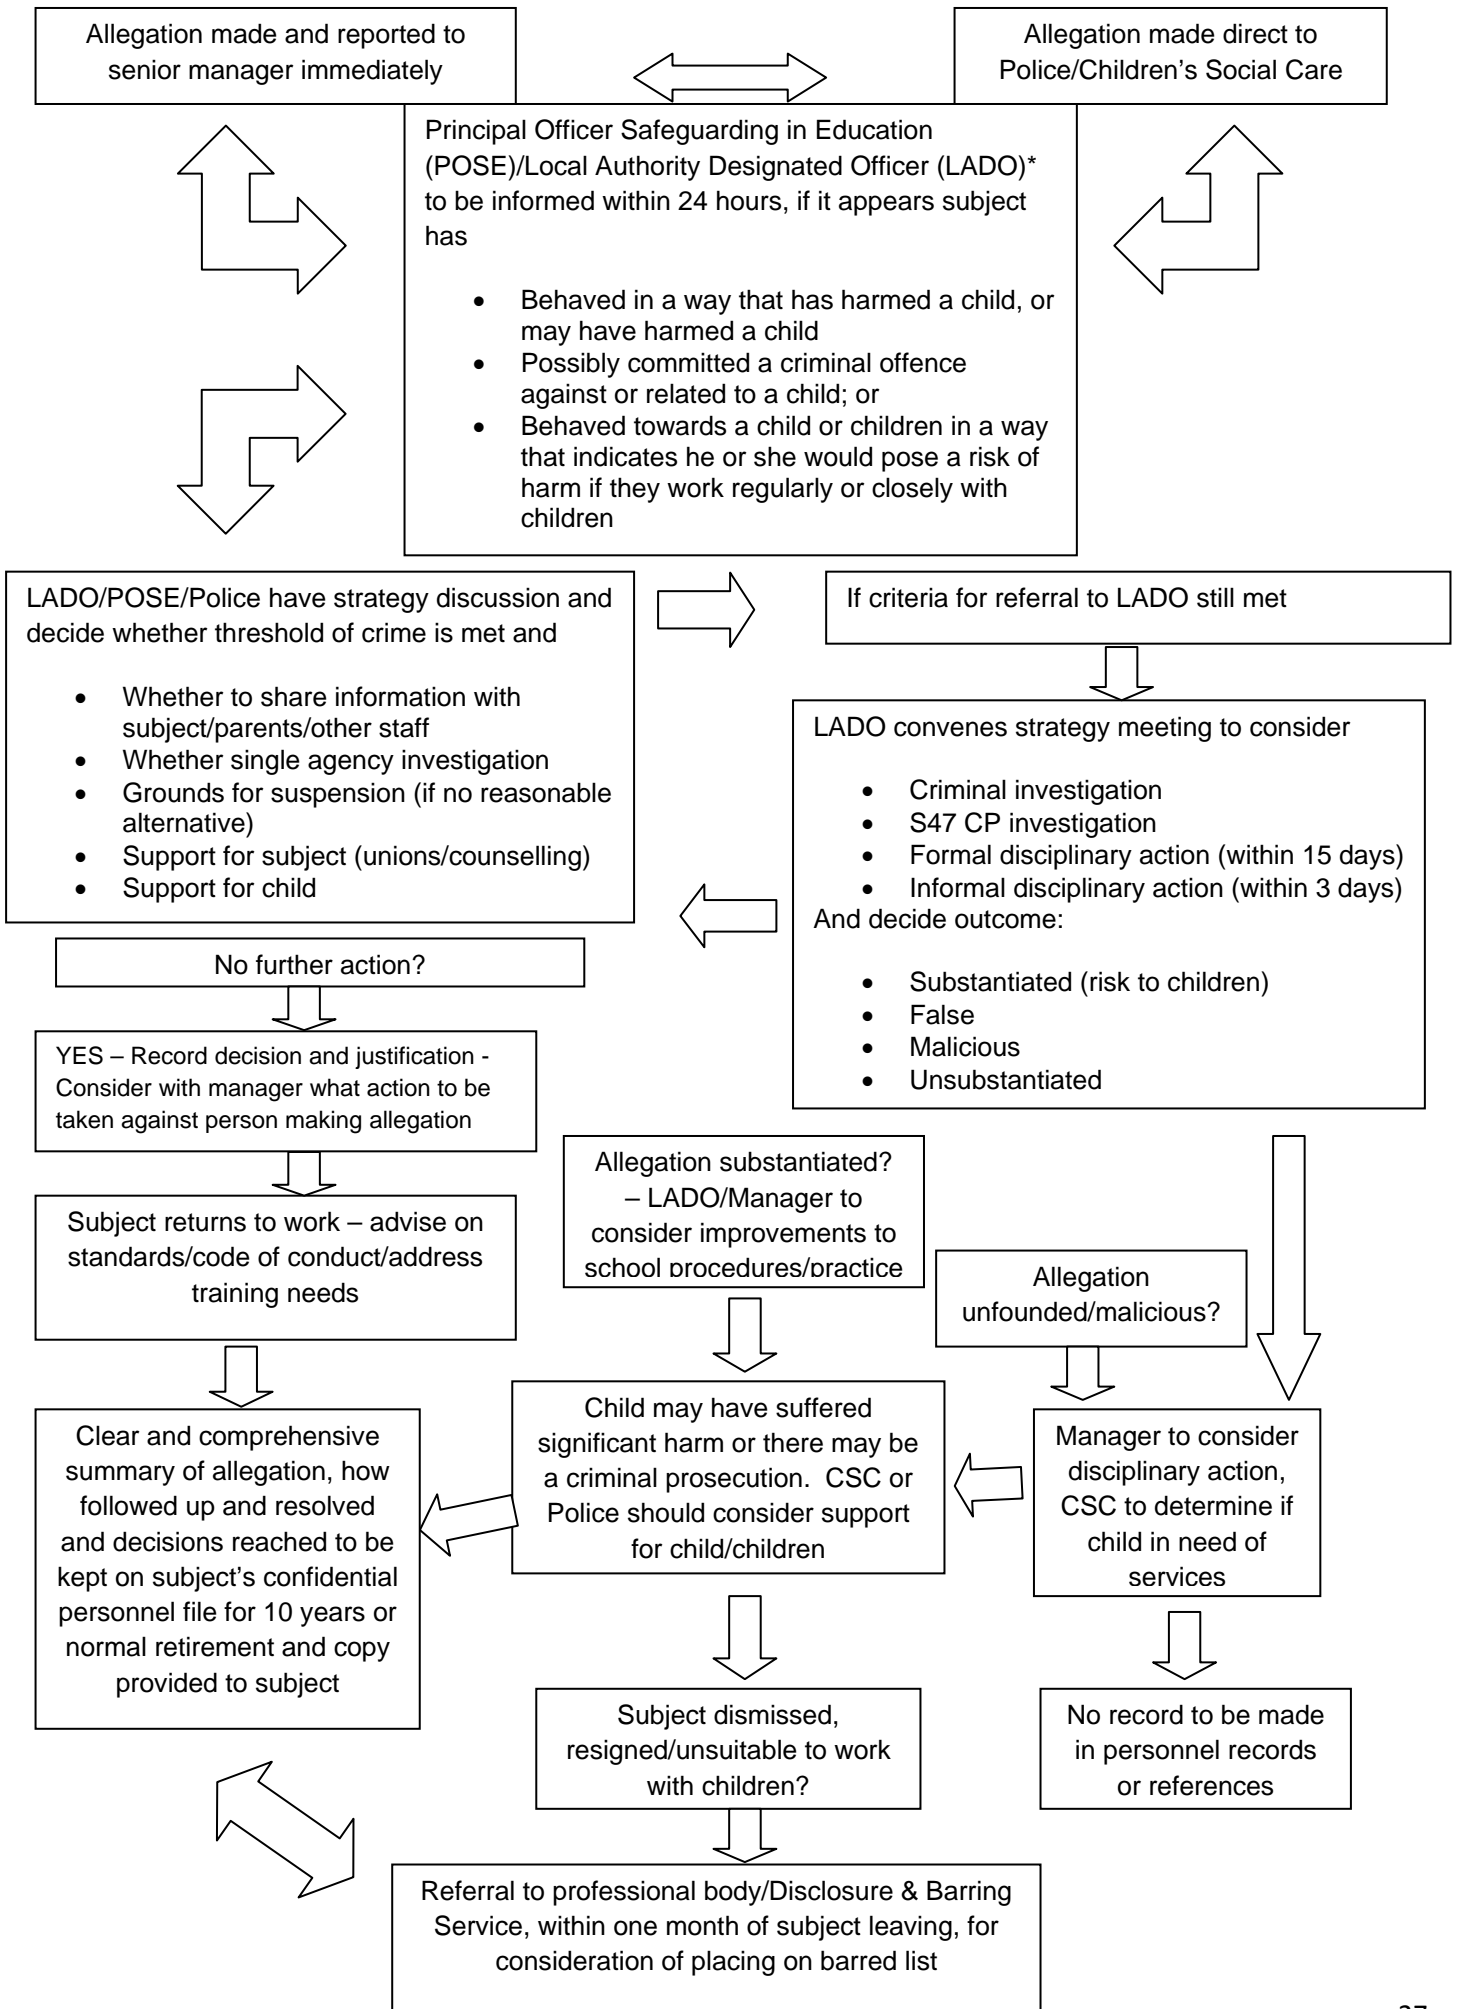 Allegation made and reported to
senior manager immediately
Allegation made direct to
Police/Children's Social Care
Principal Officer Safeguarding in Education
(POSE)/Local Authority Designated Officer (LADO)*
to be informed within 24 hours, if it appears subject
has
• Behaved in a way that has harmed a child, or
may have harmed a child
• Possibly committed a criminal offence
against or related to a child; or
• Behaved towards a child or children in a way
that indicates he or she would pose a risk of
harm if they work regularly or closely with
children
LADO/POSE/Police have strategy discussion and
decide whether threshold of crime is met and
• Whether to share information with
subject/parents/other staff
• Whether single agency investigation
• Grounds for suspension (if no reasonable
alternative)
• Support for subject (unions/counselling)
• Support for child
If criteria for referral to LADO still met
LADO convenes strategy meeting to consider
• Criminal investigation
• S47 CP investigation
• Formal disciplinary action (within 15 days)
• Informal disciplinary action (within 3 days)
And decide outcome:
• Substantiated (risk to children)
• False
• Malicious
• Unsubstantiated
No further action?
YES – Record decision and justification -
Consider with manager what action to be
taken against person making allegation
Subject returns to work – advise on
standards/code of conduct/address
training needs
Allegation substantiated?
– LADO/Manager to
consider improvements to
school procedures/practice
Allegation
unfounded/malicious?
Clear and comprehensive
summary of allegation, how
followed up and resolved
and decisions reached to be
kept on subject's confidential
personnel file for 10 years or
normal retirement and copy
provided to subject
Child may have suffered
significant harm or there may be
a criminal prosecution.  CSC or
Police should consider support
for child/children
Manager to consider
disciplinary action,
CSC to determine if
child in need of
services
Subject dismissed,
resigned/unsuitable to work
with children?
No record to be made
in personnel records
or references
Referral to professional body/Disclosure & Barring
Service, within one month of subject leaving, for
consideration of placing on barred list